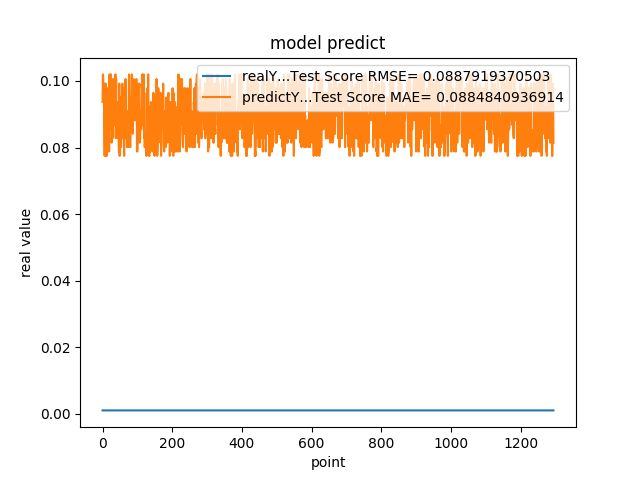 model predict
realY...Test Score RMSE= 0.0887919370503
predictY...Test Score MAE= 0.0884840936914
real value
0.10
0.08
0.06
0.04
0.02
0.00
0 200 400 600 800 1000 1200
point